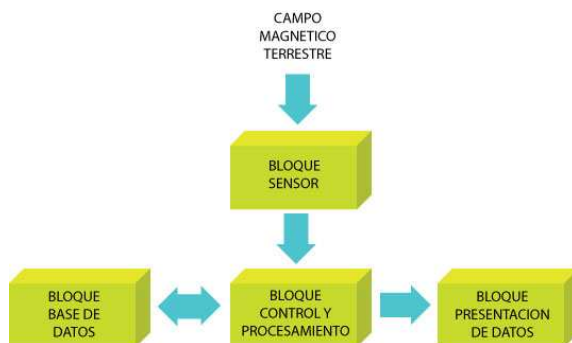 CAMPO
MAGNETICO
TERRESTRE
BLOQUE
SENSOR
BLOQUE
BASE DE
DATOS
BLOQUE
CONTROL Y
PROCESAMIENTO
BLOQUE
PRESENTACION
DE DATOS